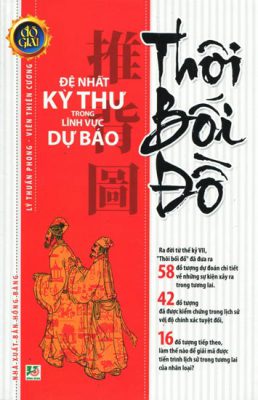 đồ
GIẢI
LÝ THUẦN PHONG - VIÊN THIÊN CƯƠNG
ĐỆ NHẤT
KỲ THƯ
TRONG
LĨNH VỰC
DỰ BÁO
推
背
圖
Thôi
Bối
Đồ
Ra đời từ thế kỷ VII,
"Thôi bối đồ" đã đưa ra
58 đồ tượng dự đoán chi tiết
về những sự kiện xảy ra
trong tương lai.
42 đồ tượng
đã được kiểm chứng trong lịch sử
với độ chính xác tuyệt đối,
16 đồ tượng tiếp theo,
làm thế nào để giải mã được
tiến trình lịch sử trong tương lai
của nhân loại?
NHÀ XUẤT BẢN HỒNG BÀNG